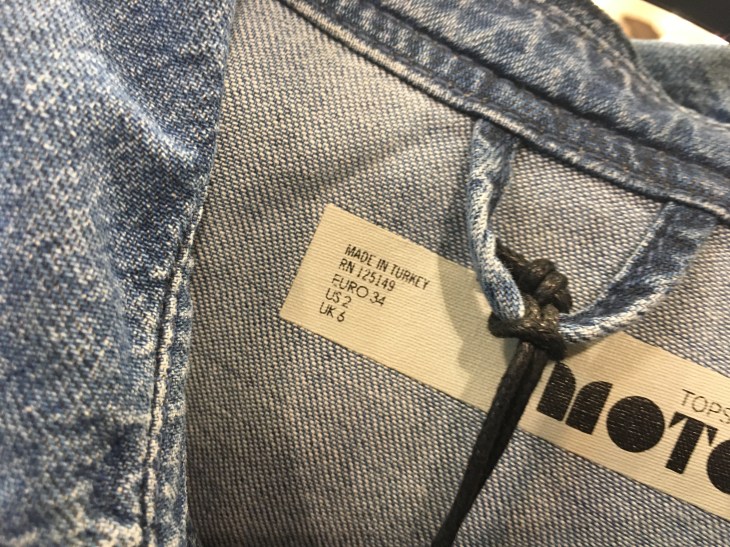 MADE IN TURKEY
RN 125149
EURO 34
US 2
UK 6
TOPS
MOTO